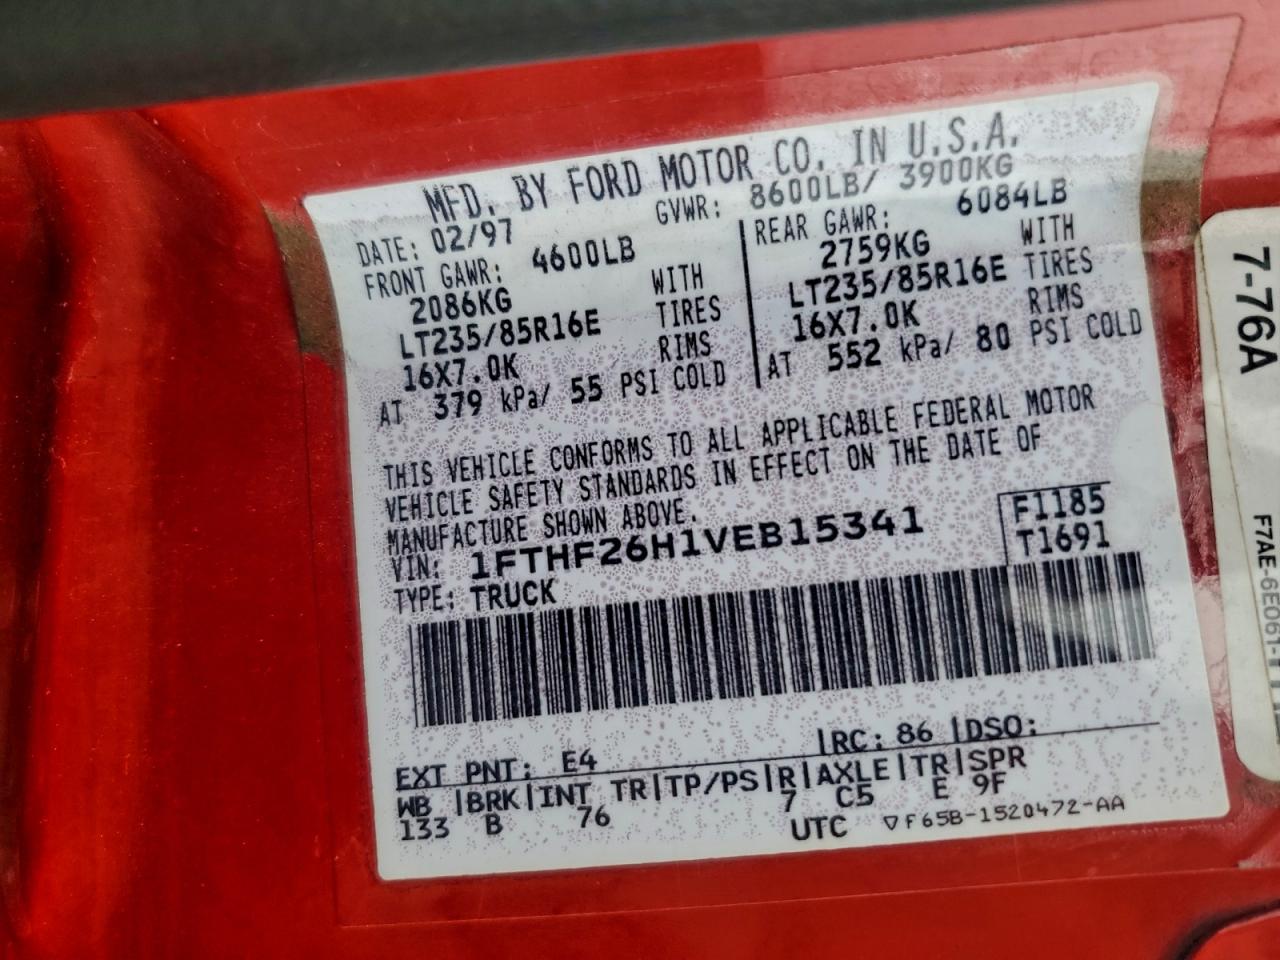 MFD. BY FORD MOTOR CO. IN U.S.A.
DATE: 02/97 GVWR: 8600LB/ 3900KG
FRONT GAWR: 4600LB REAR GAWR: 6084LB
2086KG WITH 2759KG WITH
LT235/85R16E TIRES LT235/85R16E TIRES
16X7.0K RIMS 16X7.0K RIMS
AT 379 kPa/ 55 PSI COLD AT 552 kPa/ 80 PSI COLD
THIS VEHICLE CONFORMS TO ALL APPLICABLE FEDERAL MOTOR
VEHICLE SAFETY STANDARDS IN EFFECT ON THE DATE OF
MANUFACTURE SHOWN ABOVE.
VIN: 1FTHF26H1VEB15341 F1185
TYPE: TRUCK T1691
EXT PNT: E4 RC: 86 DSO:
WB BRK INT TR TP/PS R AXLE TR SPR
133 B 76 7 C5 E 9F
UTC ▽F65B-1520472-AA
7-76A